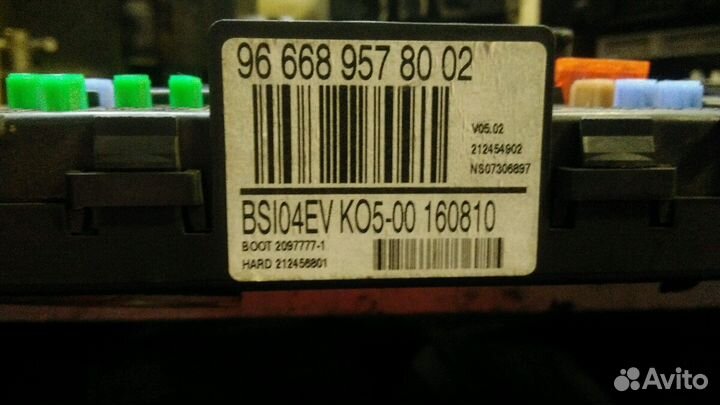 96 668 957 80 02
V05.02
212454902
NS07306897
BSI04EV KO5-00 160810
BOOT 2097777-1
HARD 212456801
Avito